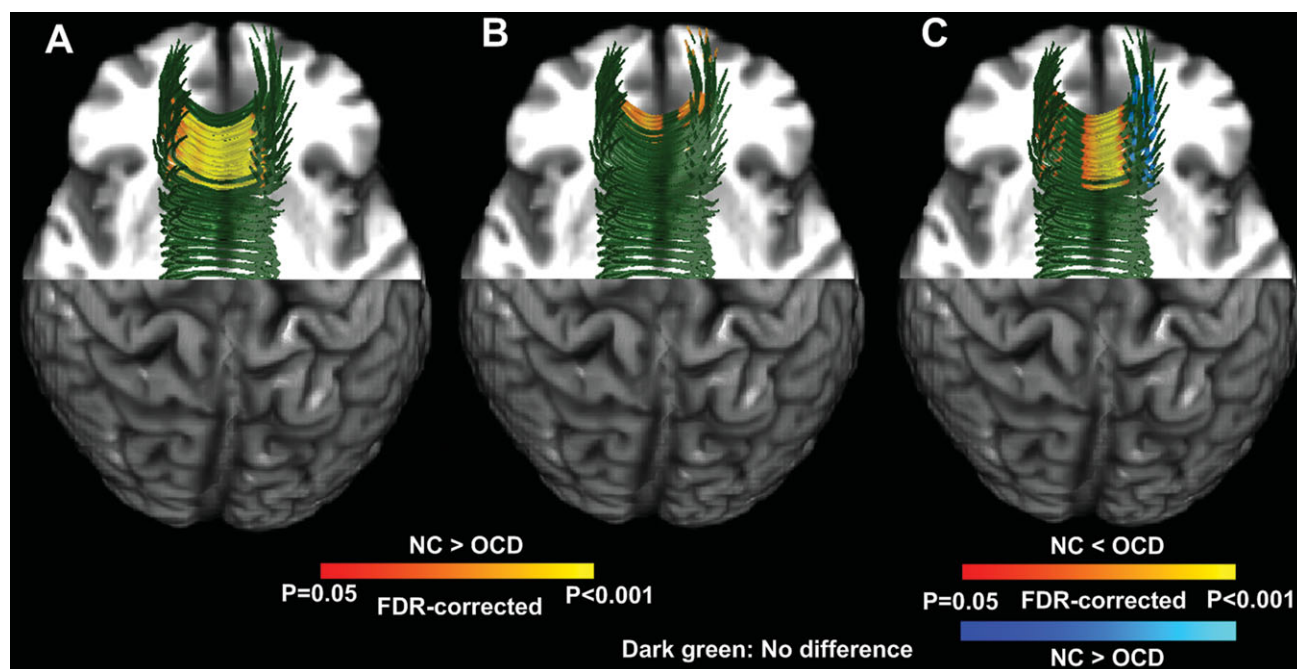 A
B
C
NC > OCD
P=0.05
P<0.001
FDR-corrected
NC < OCD
P=0.05
FDR-corrected
P<0.001
Dark green: No difference
NC > OCD